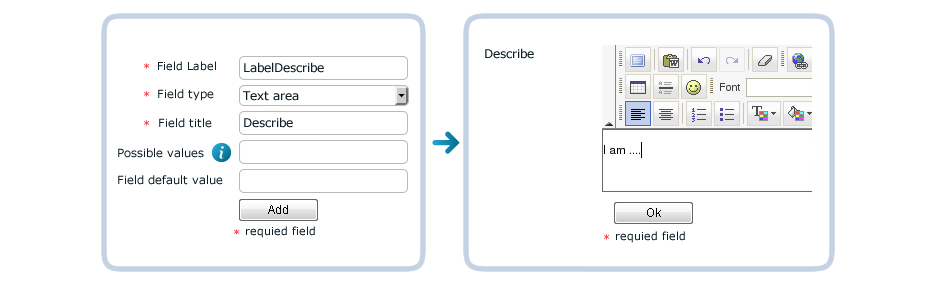 * Field Label LabelDescribe
* Field type Text area
* Field title Describe
Possible values i
Field default value
Add
* requied field
Describe
Font
I am ....
Ok
* requied field